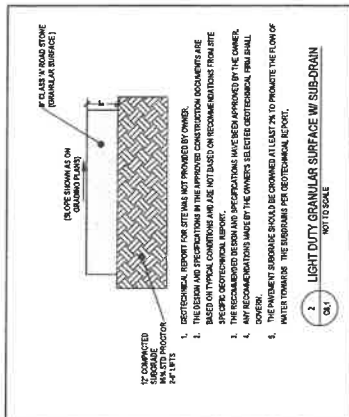 8" CLASS 'A' ROAD STONE
(GRANULAR SURFACE)
(SLOPE SHOWN AS ON
GRADING PLANS)
8"
12" COMPACTED
SUBGRADE
95% STD PROCTOR
2-6" LIFTS
1. GEOTECHNICAL REPORT FOR SITE WAS NOT PROVIDED BY OWNER.
2. THE DESIGN AND SPECIFICATIONS IN THE APPROVED CONSTRUCTION DOCUMENTS ARE
BASED ON TYPICAL CONDITIONS AND ARE NOT BASED ON RECOMMENDATIONS FROM SITE
SPECIFIC GEOTECHNICAL REPORT.
3. THE RECOMMENDED DESIGN AND SPECIFICATIONS HAVE BEEN APPROVED BY THE OWNER.
4. ANY RECOMMENDATIONS MADE BY THE OWNER'S SELECTED GEOTECHNICAL FIRM SHALL
GOVERN.
5. THE PAVEMENT SUBGRADE SHOULD BE CROWNED AT LEAST 2% TO PROMOTE THE FLOW OF
WATER TOWARDS THE SUBDRAINS PER GEOTECHNICAL REPORT.
2 LIGHT DUTY GRANULAR SURFACE W/ SUB-DRAIN
NOT TO SCALE